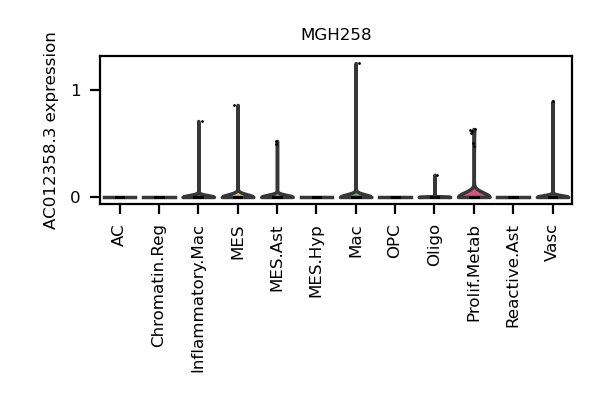 MGH258
AC012358.3 expression
1
0
AC
Chromatin.Reg
Inflammatory.Mac
MES
MES.Ast
MES.Hyp
Mac
OPC
Oligo
Prolif.Metab
Reactive.Ast
Vasc